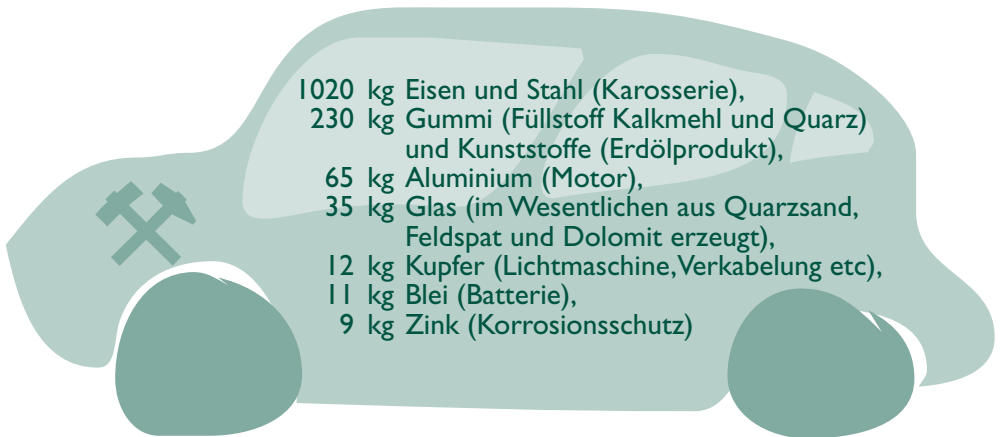 1020 kg Eisen und Stahl (Karosserie),
230 kg Gummi (Füllstoff Kalkmehl und Quarz)
und Kunststoffe (Erdölprodukt),
65 kg Aluminium (Motor),
35 kg Glas (im Wesentlichen aus Quarzsand,
Feldspat und Dolomit erzeugt),
12 kg Kupfer (Lichtmaschine,Verkabelung etc),
11 kg Blei (Batterie),
9 kg Zink (Korrosionsschutz)